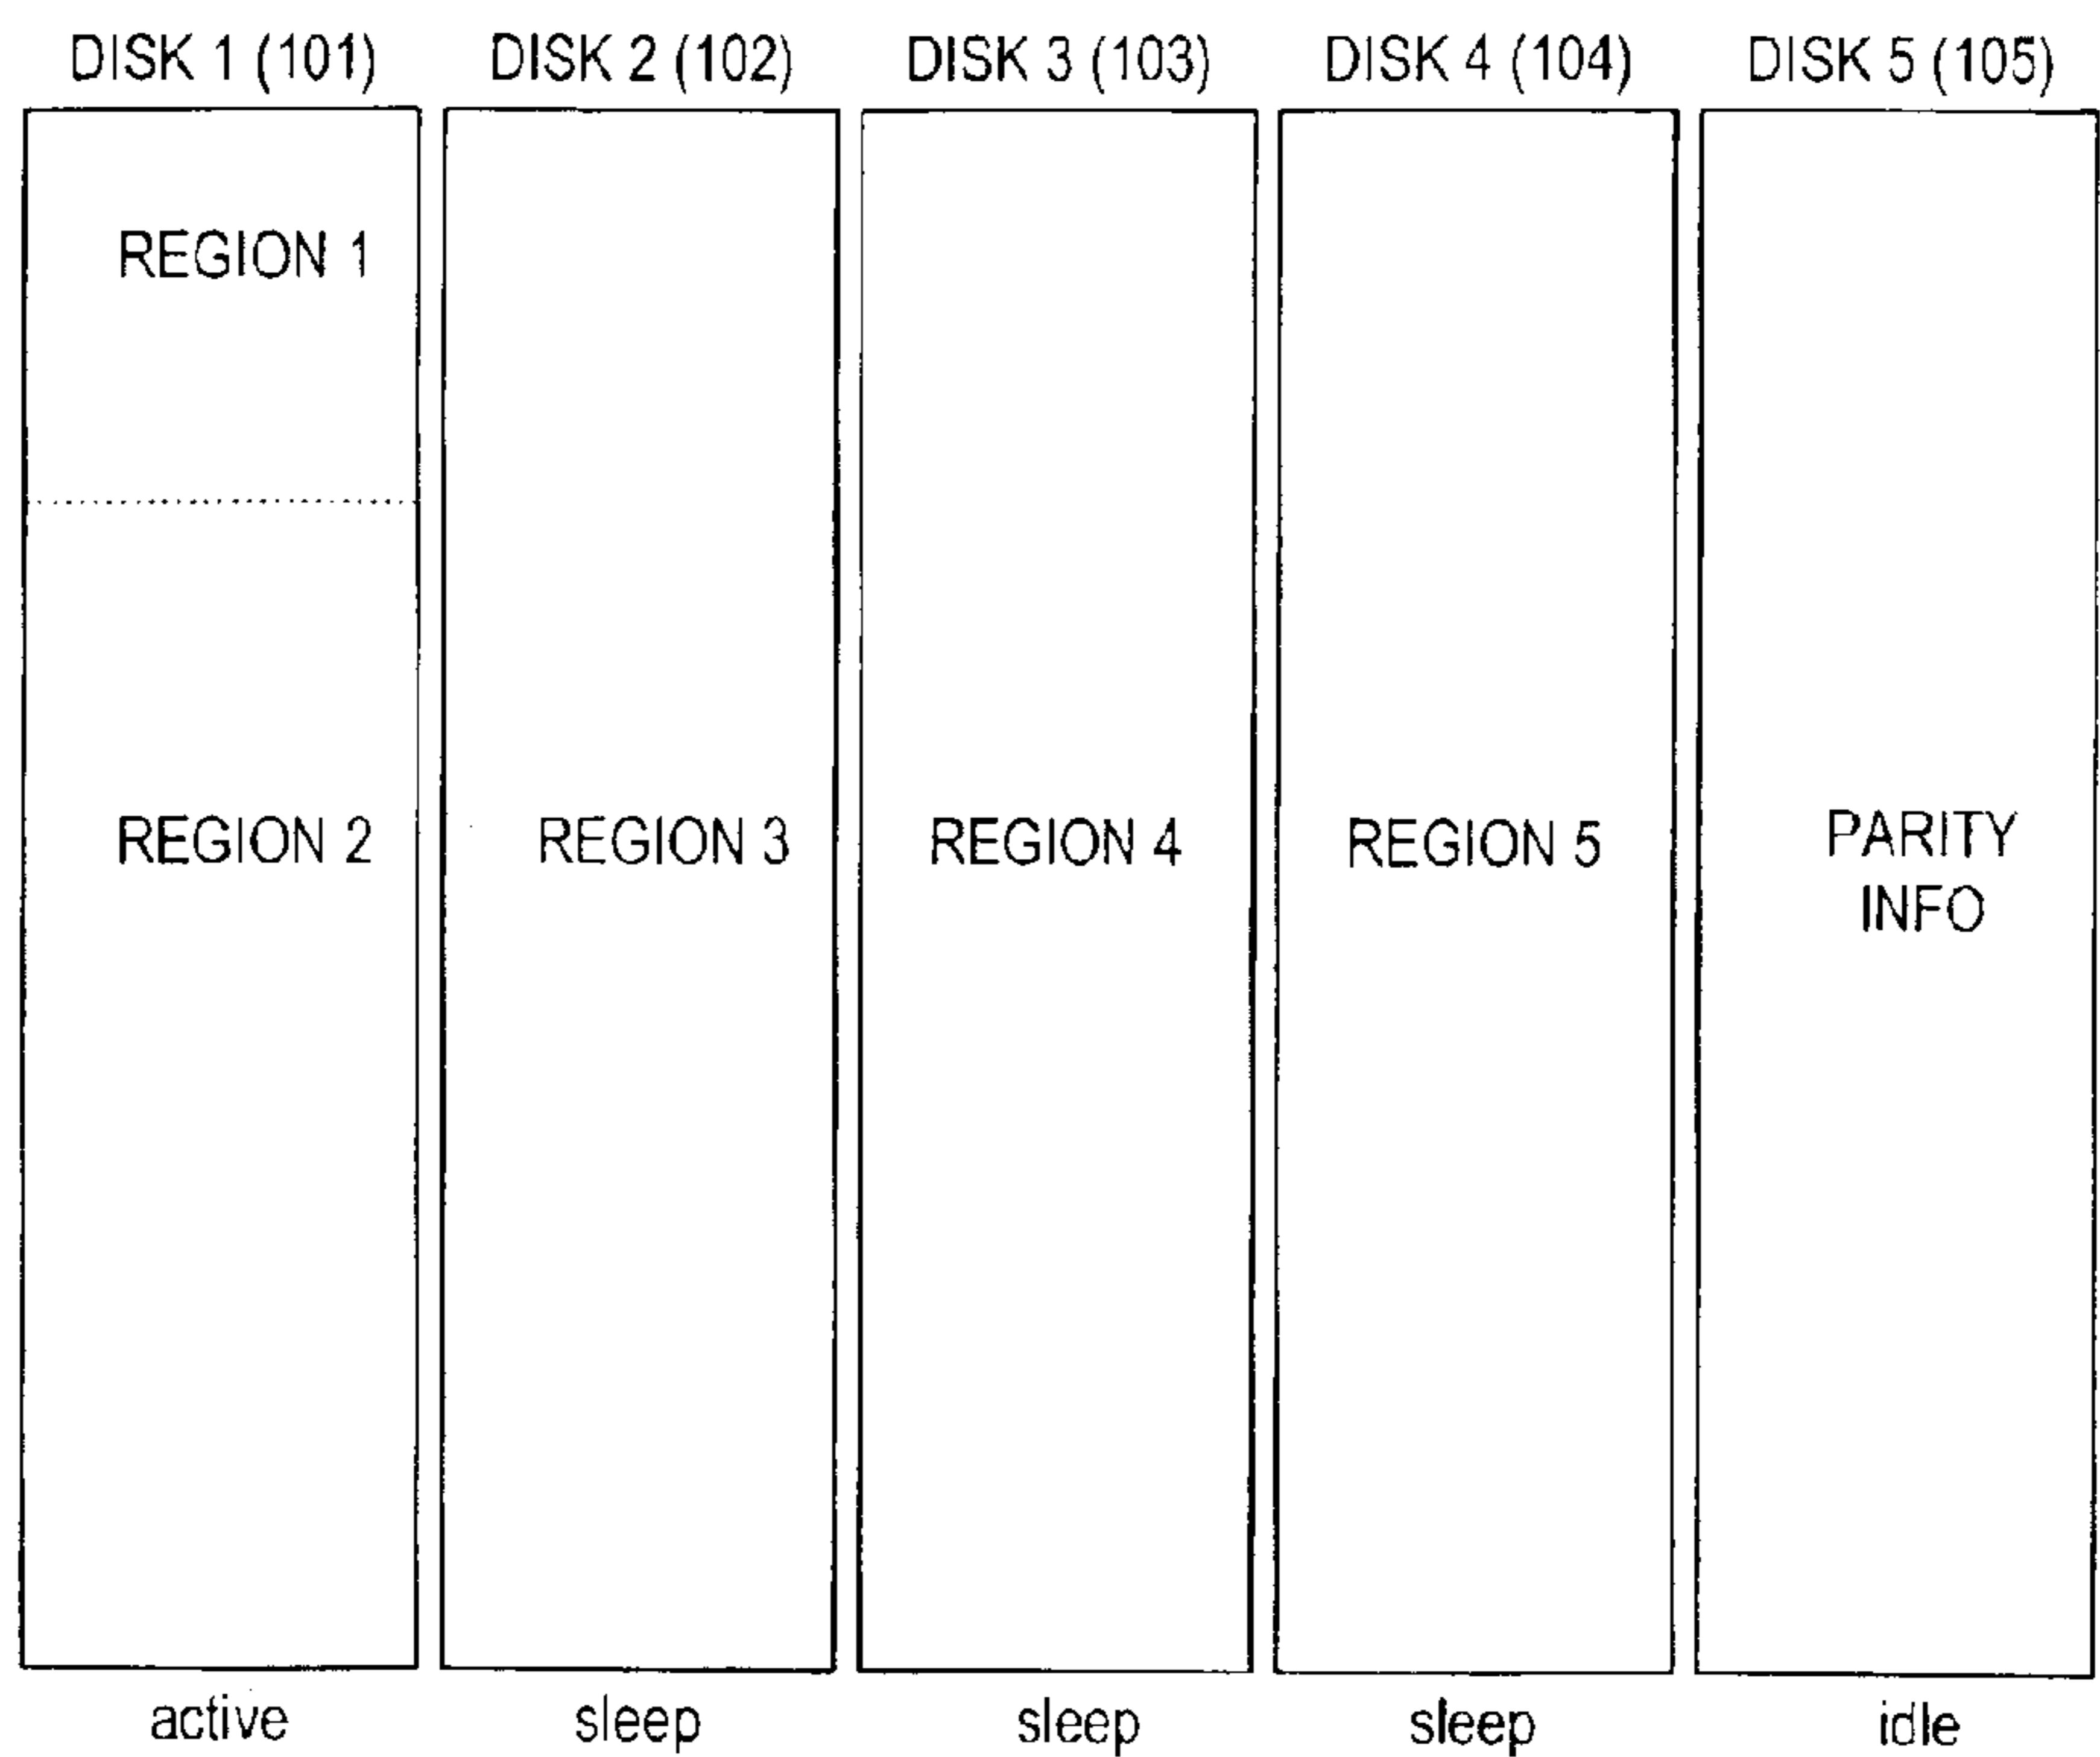 DISK 1 (101) DISK 2 (102) DISK 3 (103) DISK 4 (104) DISK 5 (105)
REGION 1
REGION 2 REGION 3 REGION 4 REGION 5 PARITY
INFO
active sleep sleep sleep idle